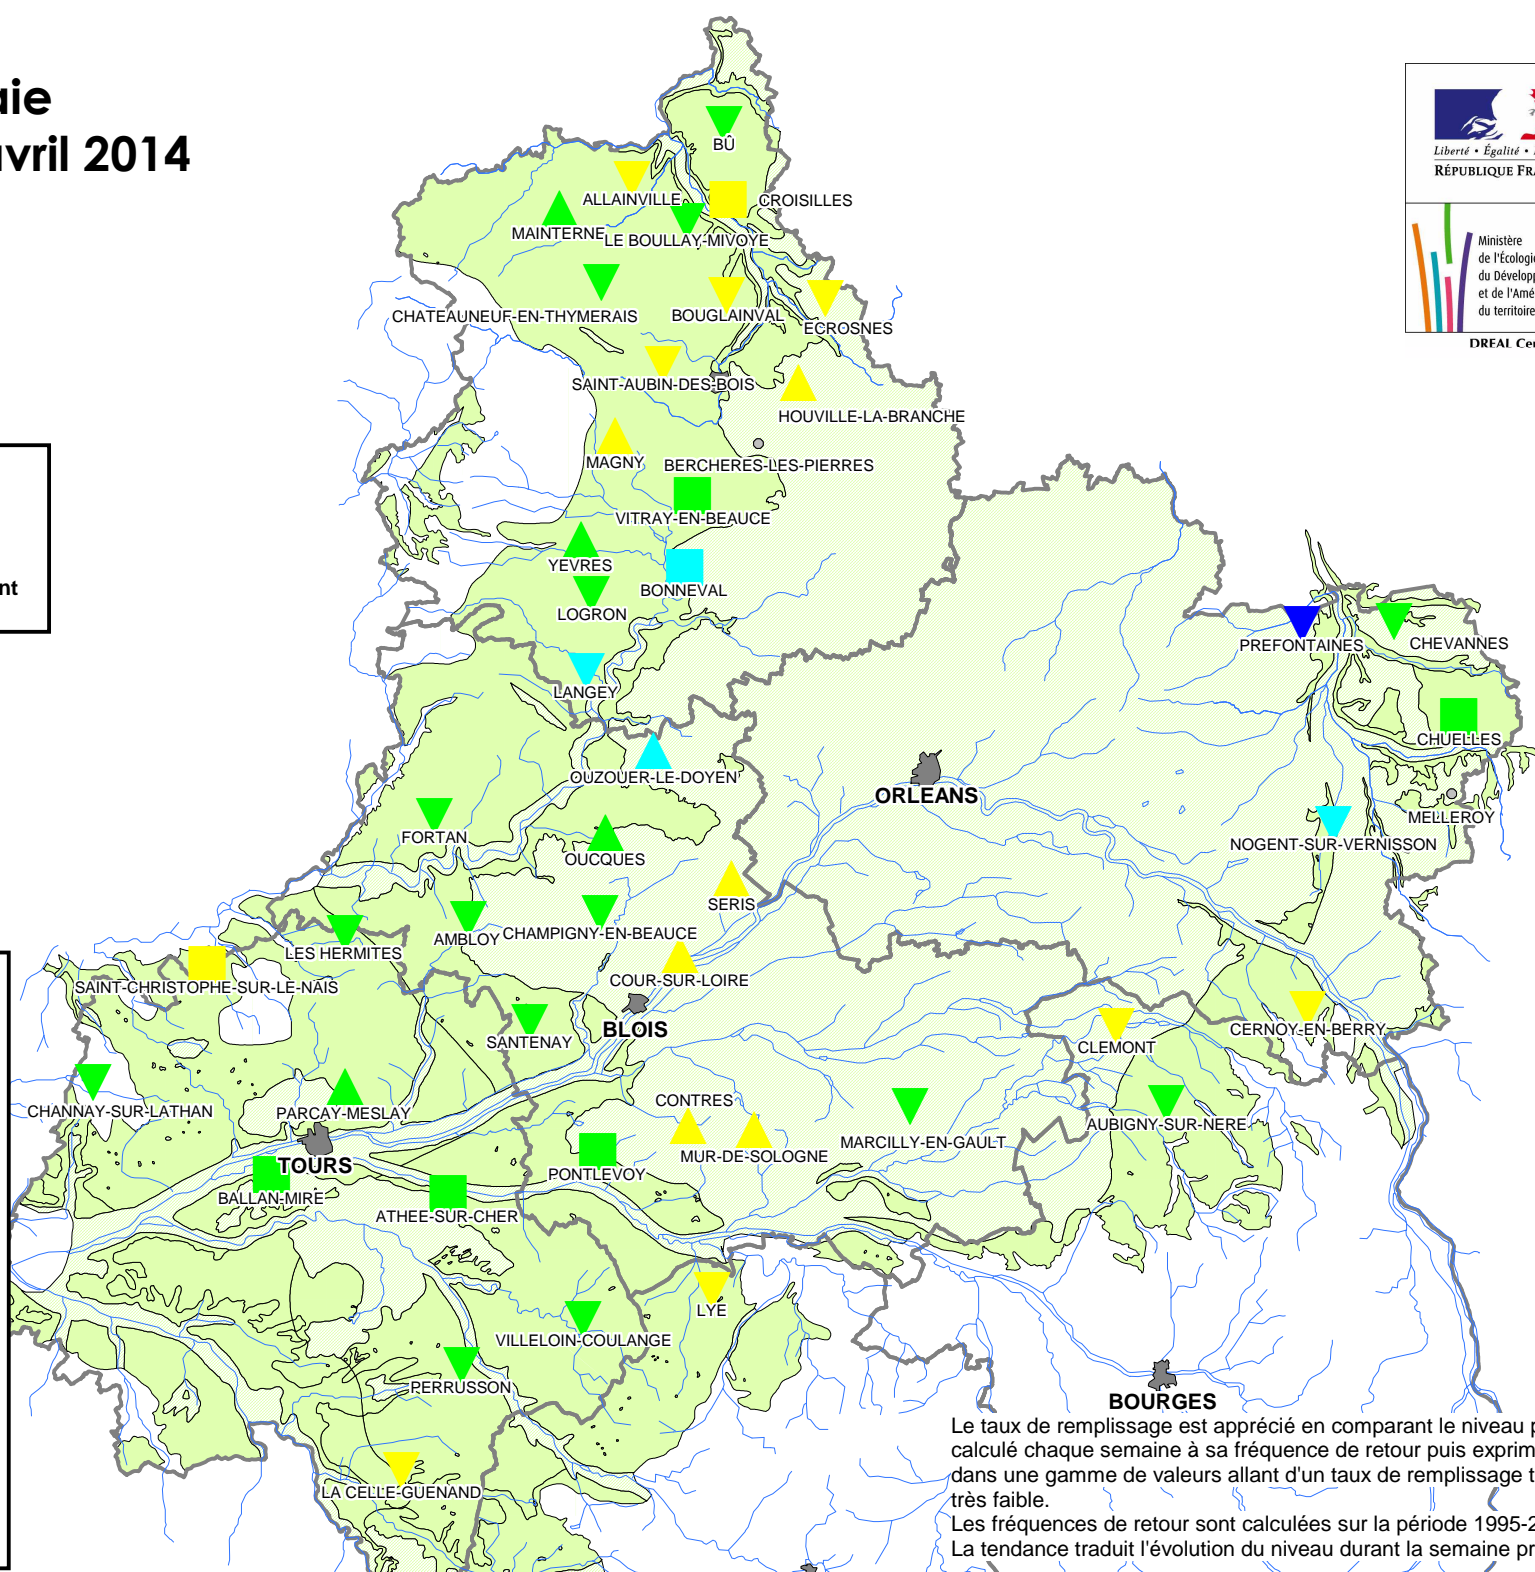 aie
avril 2014
Liberté • Égalité •
RÉPUBLIQUE FRA
Ministère
de l'Écologie
du Dévelop
et de l'Amé
du territoire
DREAL Cen
nt
BÛ
ALLAINVILLE
CROISILLES
MAINTERNE
LE BOULLAY-MIVOYE
CHATEAUNEUF-EN-THYMERAIS
BOUGLAINVAL
ECROSNES
SAINT-AUBIN-DES-BOIS
HOUVILLE-LA-BRANCHE
MAGNY
BERCHERES-LES-PIERRES
VITRAY-EN-BEAUCE
YEVRES
BONNEVAL
LOGRON
PREFONTAINES
CHEVANNES
LANGEY
CHUELLES
OUZOUER-LE-DOYEN
ORLEANS
MELLEROY
FORTAN
NOGENT-SUR-VERNISSON
OUCQUES
SERIS
AMBLOY
CHAMPIGNY-EN-BEAUCE
LES HERMITES
COUR-SUR-LOIRE
SAINT-CHRISTOPHE-SUR-LE-NAIS
BLOIS
CERNOY-EN-BERRY
SANTENAY
CLEMONT
CONTRES
CHANNAY-SUR-LATHAN
PARCAY-MESLAY
AUBIGNY-SUR-NERE
MARCILLY-EN-GAULT
MUR-DE-SOLOGNE
TOURS
PONTLEVOY
BALLAN-MIRE
ATHEE-SUR-CHER
LYE
VILLELOIN-COULANGE
PERRUSSON
BOURGES
LA CELLE-GUENAND
Le taux de remplissage est apprécié en comparant le niveau p
calculé chaque semaine à sa fréquence de retour puis exprim
dans une gamme de valeurs allant d'un taux de remplissage t
très faible.
Les fréquences de retour sont calculées sur la période 1995-2
La tendance traduit l'évolution du niveau durant la semaine pr